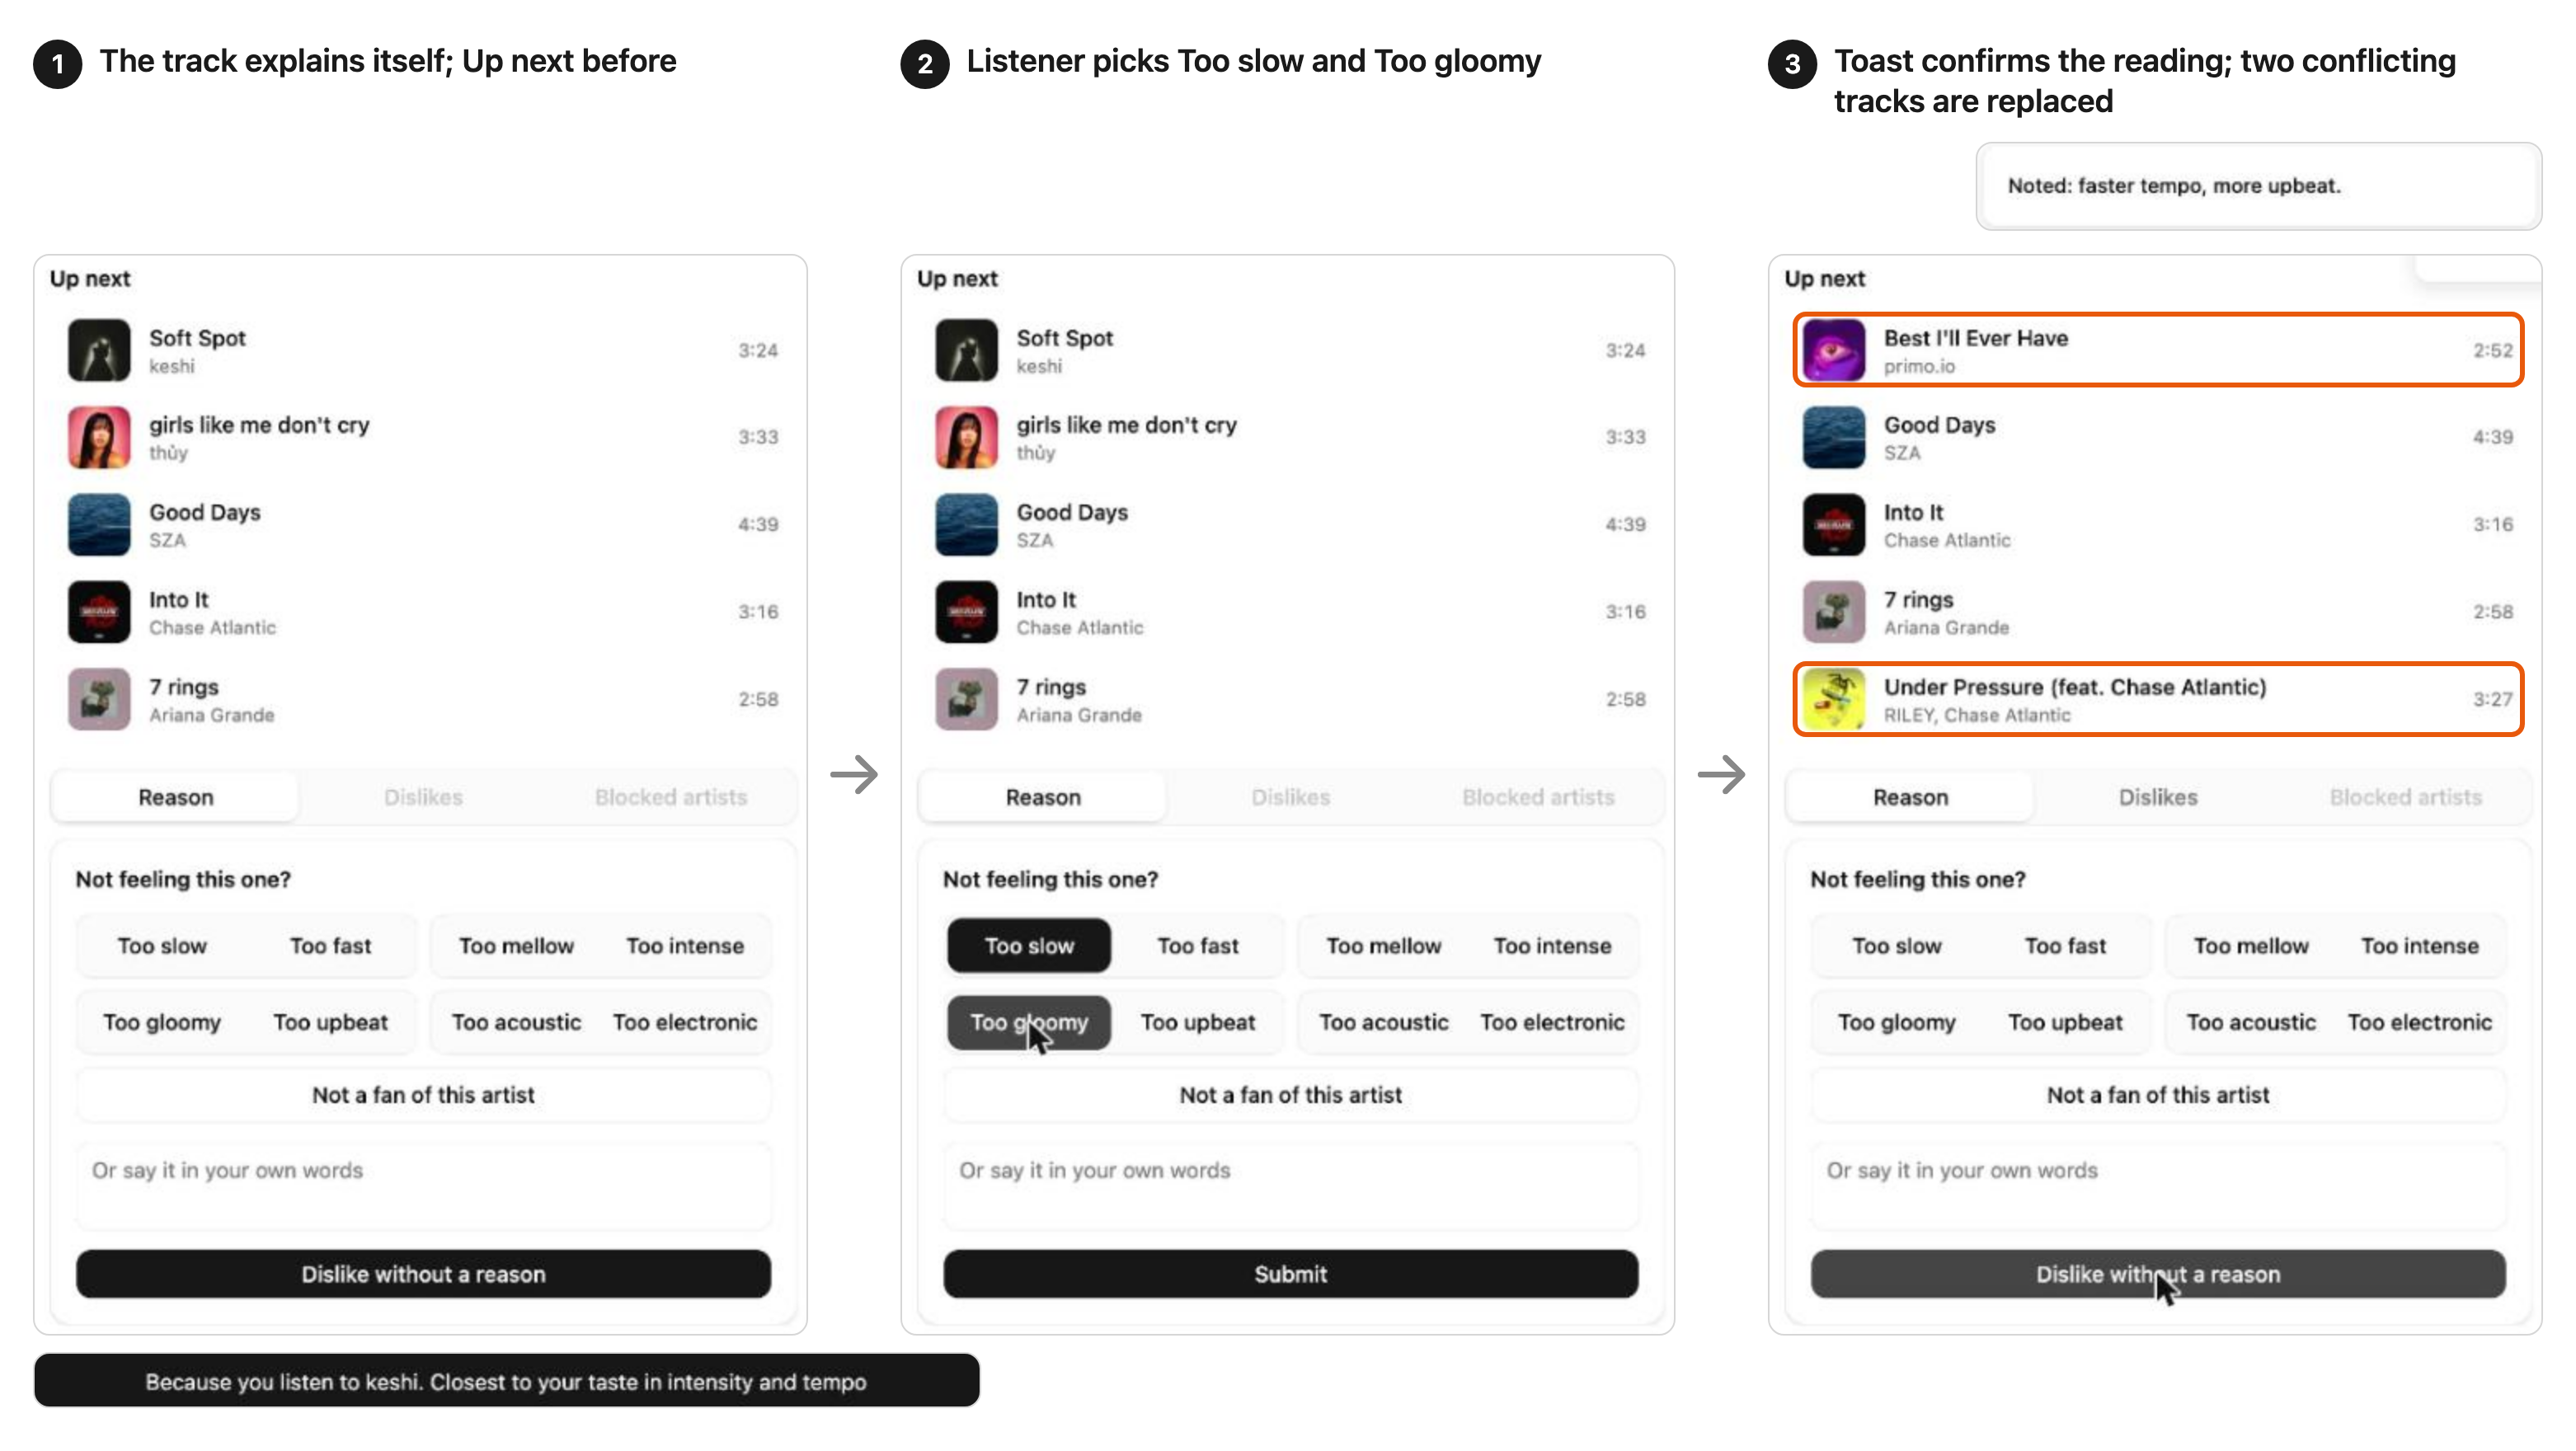 1 The track explains itself; Up next before
Up next
Soft Spot
keshi
3:24
girls like me don't cry
thủy
3:33
Good Days
SZA
4:39
Into It
Chase Atlantic
3:16
7 rings
Ariana Grande
2:58
Reason Dislikes Blocked artists
Not feeling this one?
Too slow Too fast Too mellow Too intense
Too gloomy Too upbeat Too acoustic Too electronic
Not a fan of this artist
Or say it in your own words
Dislike without a reason
Because you listen to keshi. Closest to your taste in intensity and tempo
2 Listener picks Too slow and Too gloomy
Up next
Soft Spot
keshi
3:24
girls like me don't cry
thủy
3:33
Good Days
SZA
4:39
Into It
Chase Atlantic
3:16
7 rings
Ariana Grande
2:58
Reason Dislikes Blocked artists
Not feeling this one?
Too slow Too fast Too mellow Too intense
Too gloomy Too upbeat Too acoustic Too electronic
Not a fan of this artist
Or say it in your own words
Submit
3 Toast confirms the reading; two conflicting
tracks are replaced
Noted: faster tempo, more upbeat.
Up next
Best I'll Ever Have
primo.io
2:52
Good Days
SZA
4:39
Into It
Chase Atlantic
3:16
7 rings
Ariana Grande
2:58
Under Pressure (feat. Chase Atlantic)
RILEY, Chase Atlantic
3:27
Reason Dislikes Blocked artists
Not feeling this one?
Too slow Too fast Too mellow Too intense
Too gloomy Too upbeat Too acoustic Too electronic
Not a fan of this artist
Or say it in your own words
Dislike without a reason